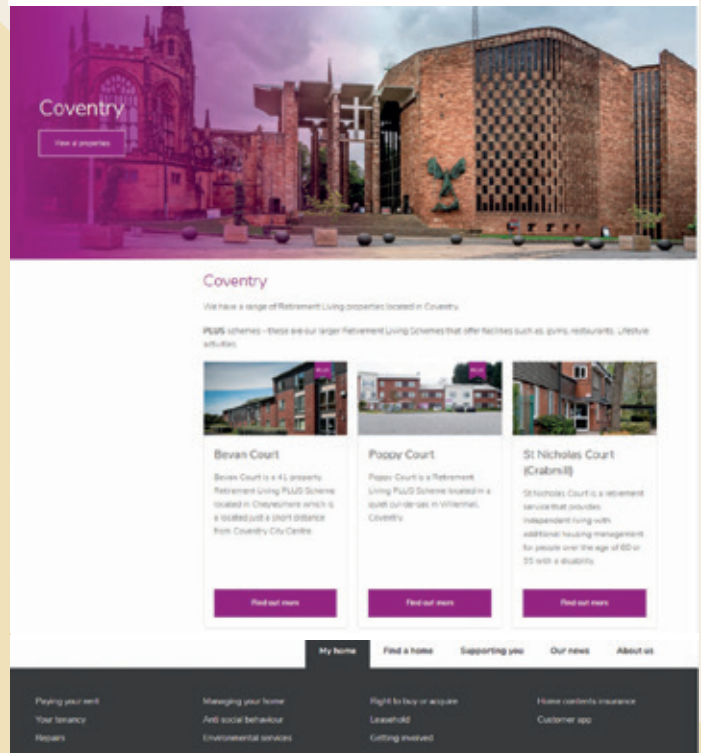 Coventry
View all properties
Coventry
We have a range of Retirement Living properties located in Coventry.
PLUS schemes - these are our larger Retirement Living Schemes that offer facilities such as: gyms, restaurants, Lifestyle
activities
PLUS
PLUS
Bevan Court
Bevan Court is a 41 property
Retirement Living PLUS Scheme
located in Cheylesmore which is
a located just a short distance
from Coventry City Centre.
Find out more
Poppy Court
Poppy Court is a Retirement
Living PLUS Scheme located in a
quiet cul-de-sac in Willenhall,
Coventry.
Find out more
St Nicholas Court
(Crabmill)
St Nicholas Court is a retirement
service that provides
independent living with
additional housing management
for people over the age of 60 or
55 with a disability.
Find out more
My home
Find a home
Supporting you
Our news
About us
Paying your rent
Your tenancy
Repairs
Managing your home
Anti social behaviour
Environmental services
Right to buy or acquire
Leasehold
Getting involved
Home contents insurance
Customer app